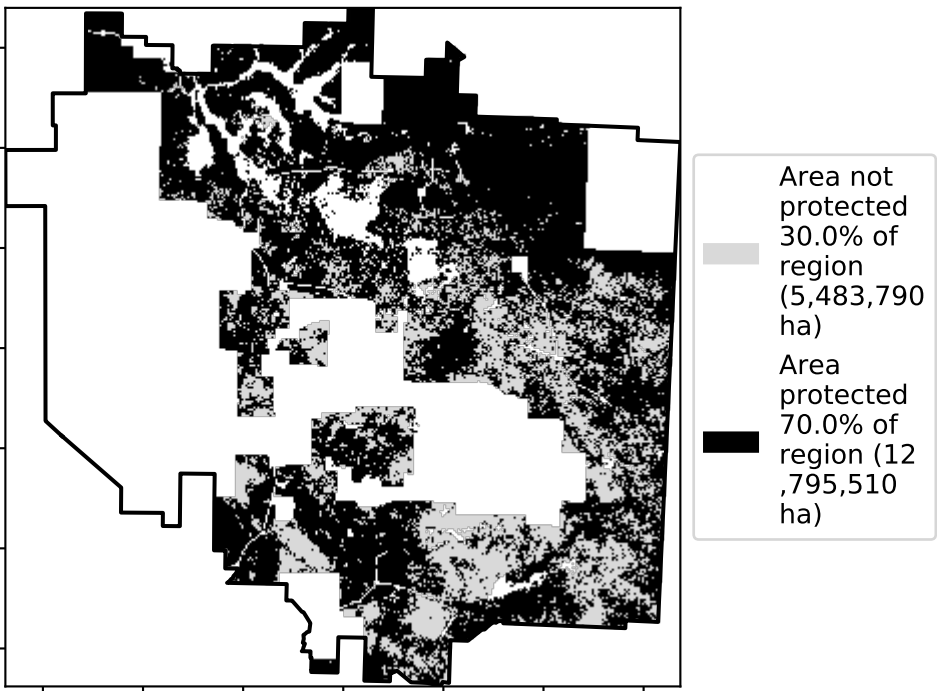 Area not
protected
30.0% of
region
(5,483,790
ha)
Area
protected
70.0% of
region (12
,795,510
ha)